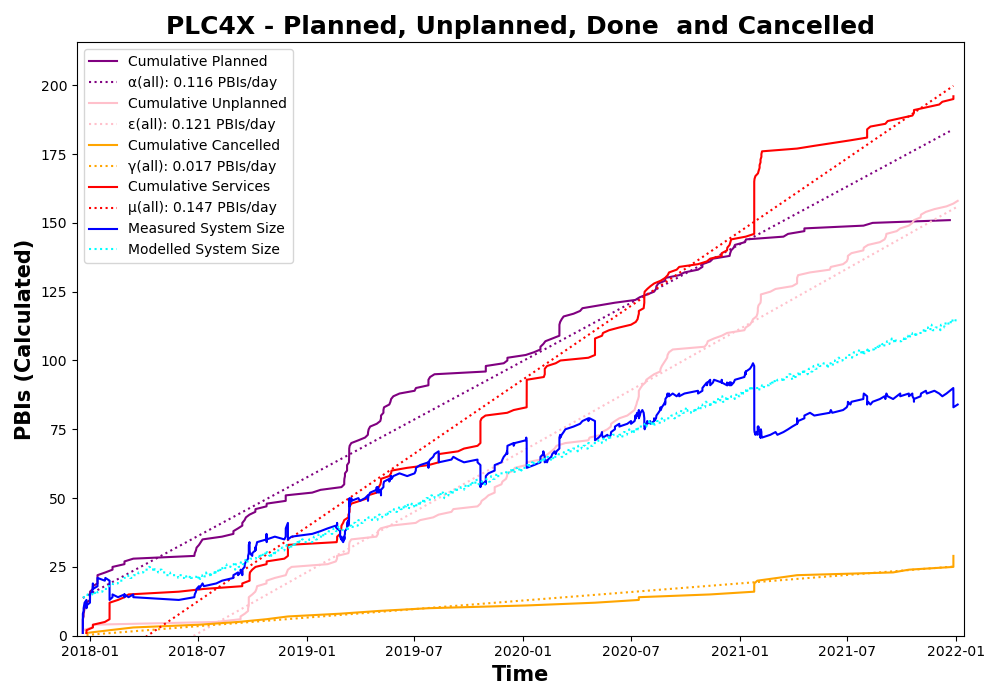 PLC4X - Planned, Unplanned, Done  and Cancelled
Cumulative Planned
α(all): 0.116 PBIs/day
Cumulative Unplanned
ε(all): 0.121 PBIs/day
Cumulative Cancelled
γ(all): 0.017 PBIs/day
Cumulative Services
μ(all): 0.147 PBIs/day
Measured System Size
Modelled System Size
PBIs (Calculated)
200
175
150
125
100
75
50
25
0
2018-01 2018-07 2019-01 2019-07 2020-01 2020-07 2021-01 2021-07 2022-01
Time